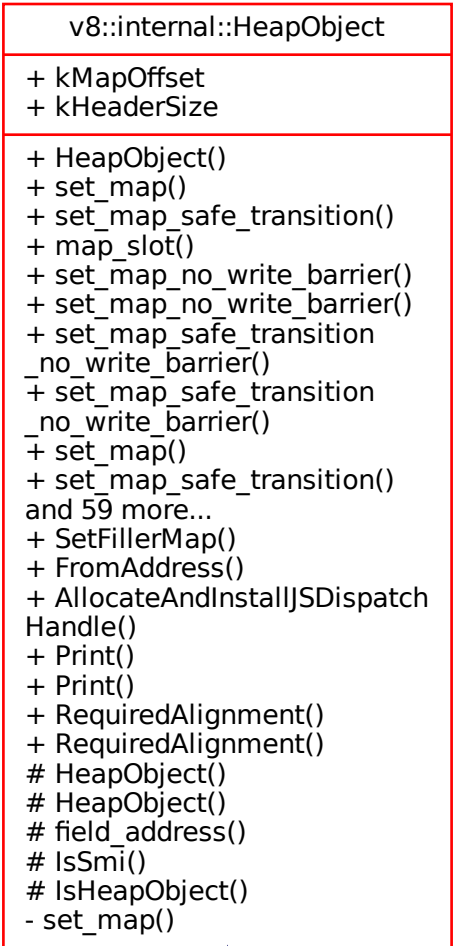 v8::internal::HeapObject
+ kMapOffset
+ kHeaderSize
+ HeapObject()
+ set_map()
+ set_map_safe_transition()
+ map_slot()
+ set_map_no_write_barrier()
+ set_map_no_write_barrier()
+ set_map_safe_transition
_no_write_barrier()
+ set_map_safe_transition
_no_write_barrier()
+ set_map()
+ set_map_safe_transition()
and 59 more...
+ SetFillerMap()
+ FromAddress()
+ AllocateAndInstallJSDispatch
Handle()
+ Print()
+ Print()
+ RequiredAlignment()
+ RequiredAlignment()
# HeapObject()
# HeapObject()
# field_address()
# IsSmi()
# IsHeapObject()
- set_map()